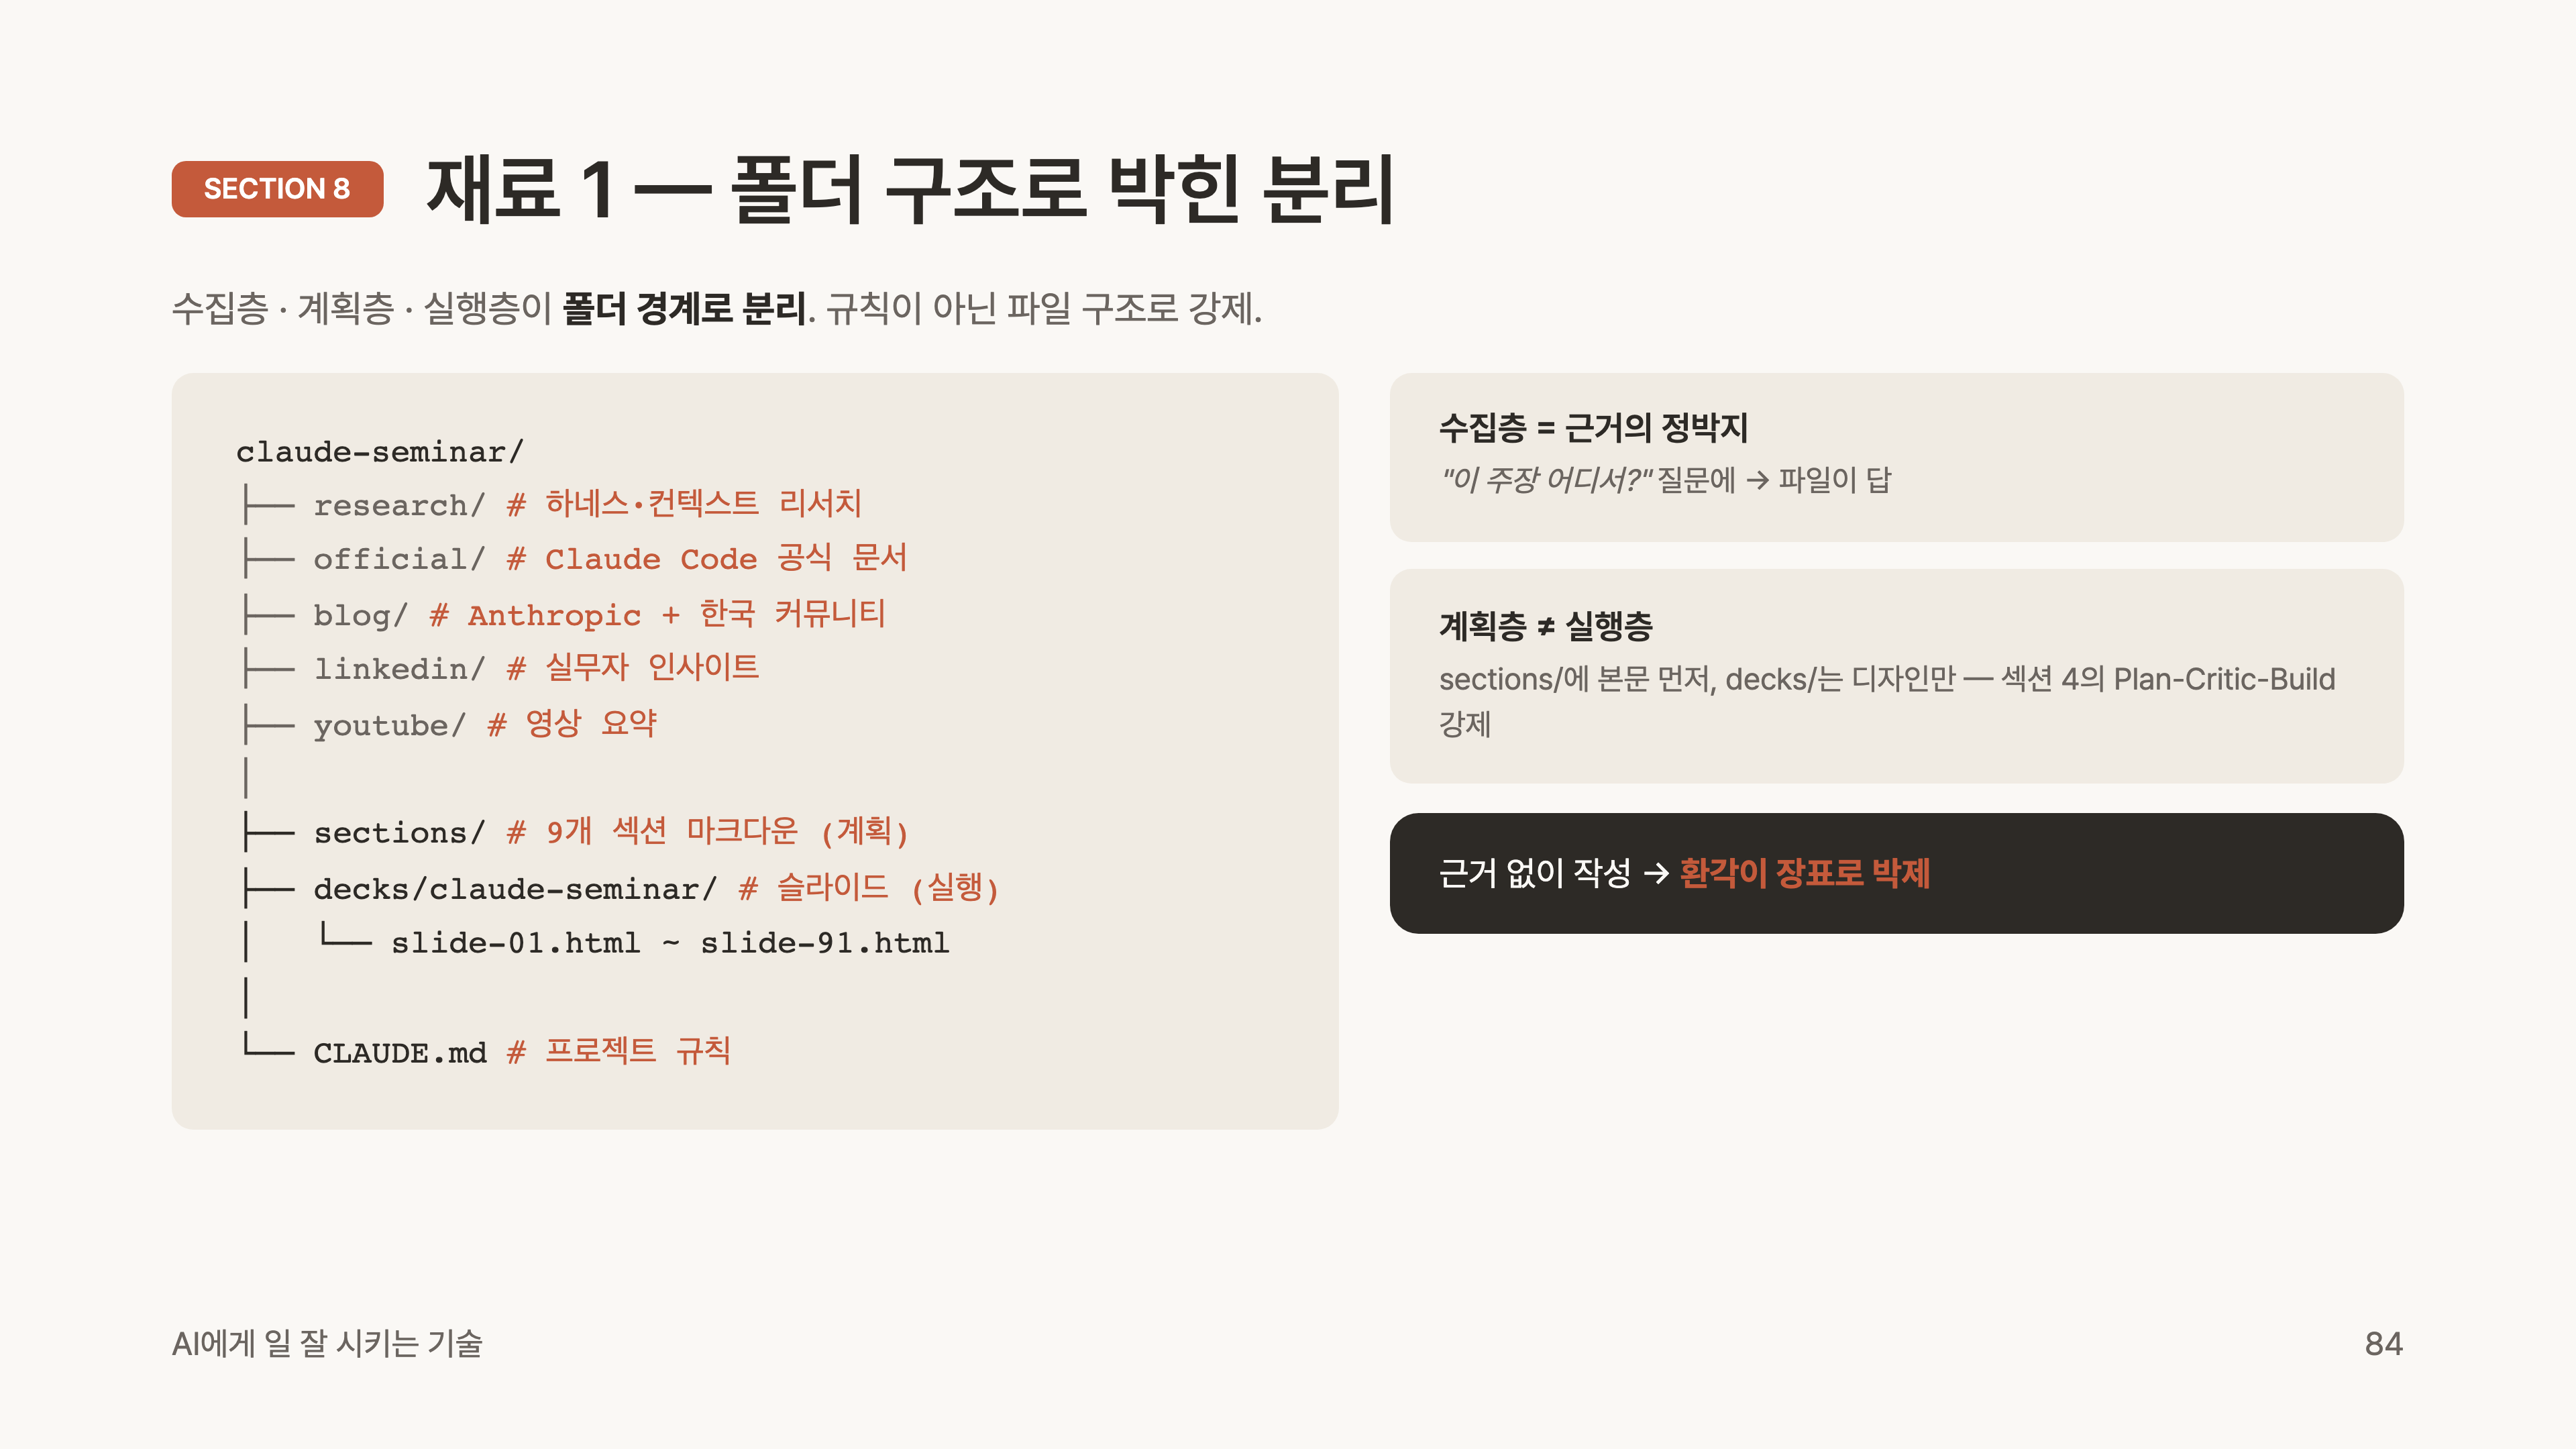 SECTION 8
재료 1 — 폴더 구조로 박힌 분리
수집층 · 계획층 · 실행층이 폴더 경계로 분리. 규칙이 아닌 파일 구조로 강제.
claude-seminar/
├── research/ # 하네스·컨텍스트 리서치
├── official/ # Claude Code 공식 문서
├── blog/ # Anthropic + 한국 커뮤니티
├── linkedin/ # 실무자 인사이트
├── youtube/ # 영상 요약
│
├── sections/ # 9개 섹션 마크다운 (계획)
├── decks/claude-seminar/ # 슬라이드 (실행)
│   └── slide-01.html ~ slide-91.html
│
└── CLAUDE.md # 프로젝트 규칙
수집층 = 근거의 정박지
"이 주장 어디서?" 질문에 → 파일이 답
계획층 ≠ 실행층
sections/에 본문 먼저, decks/는 디자인만 — 섹션 4의 Plan-Critic-Build
강제
근거 없이 작성 → 환각이 장표로 박제
AI에게 일 잘 시키는 기술
84